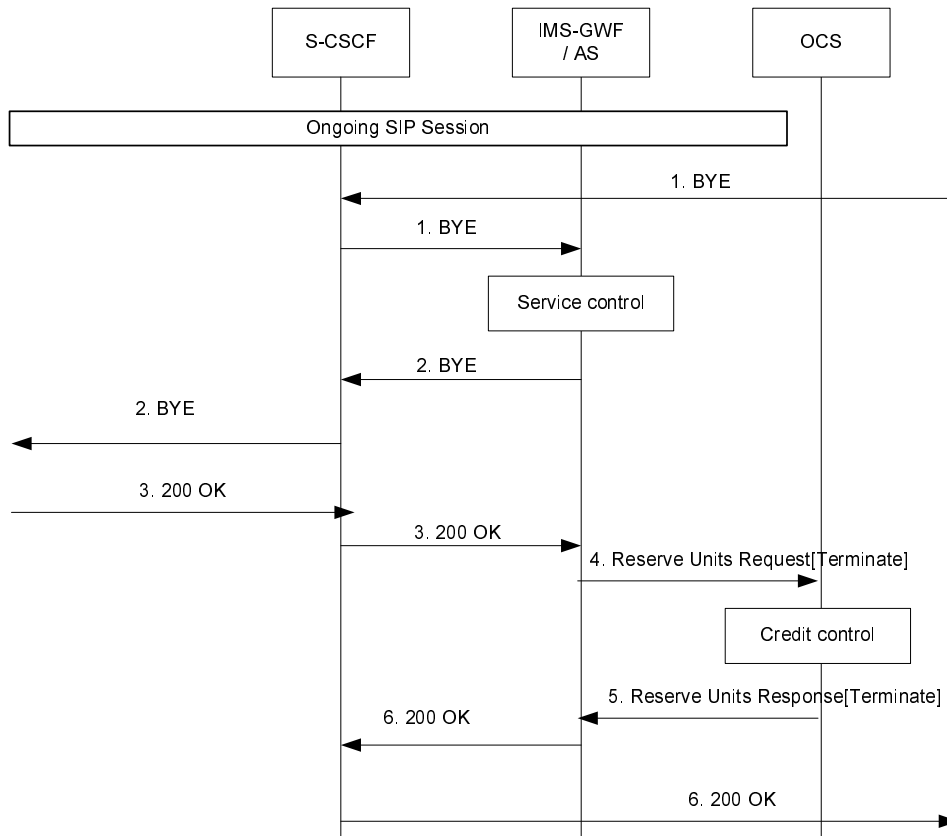 S-CSCF
IMS-GWF
/ AS
OCS
Ongoing SIP Session
1. BYE
1. BYE
Service control
2. BYE
2. BYE
3. 200 OK
3. 200 OK
4. Reserve Units Request[Terminate]
Credit control
5. Reserve Units Response[Terminate]
6. 200 OK
6. 200 OK